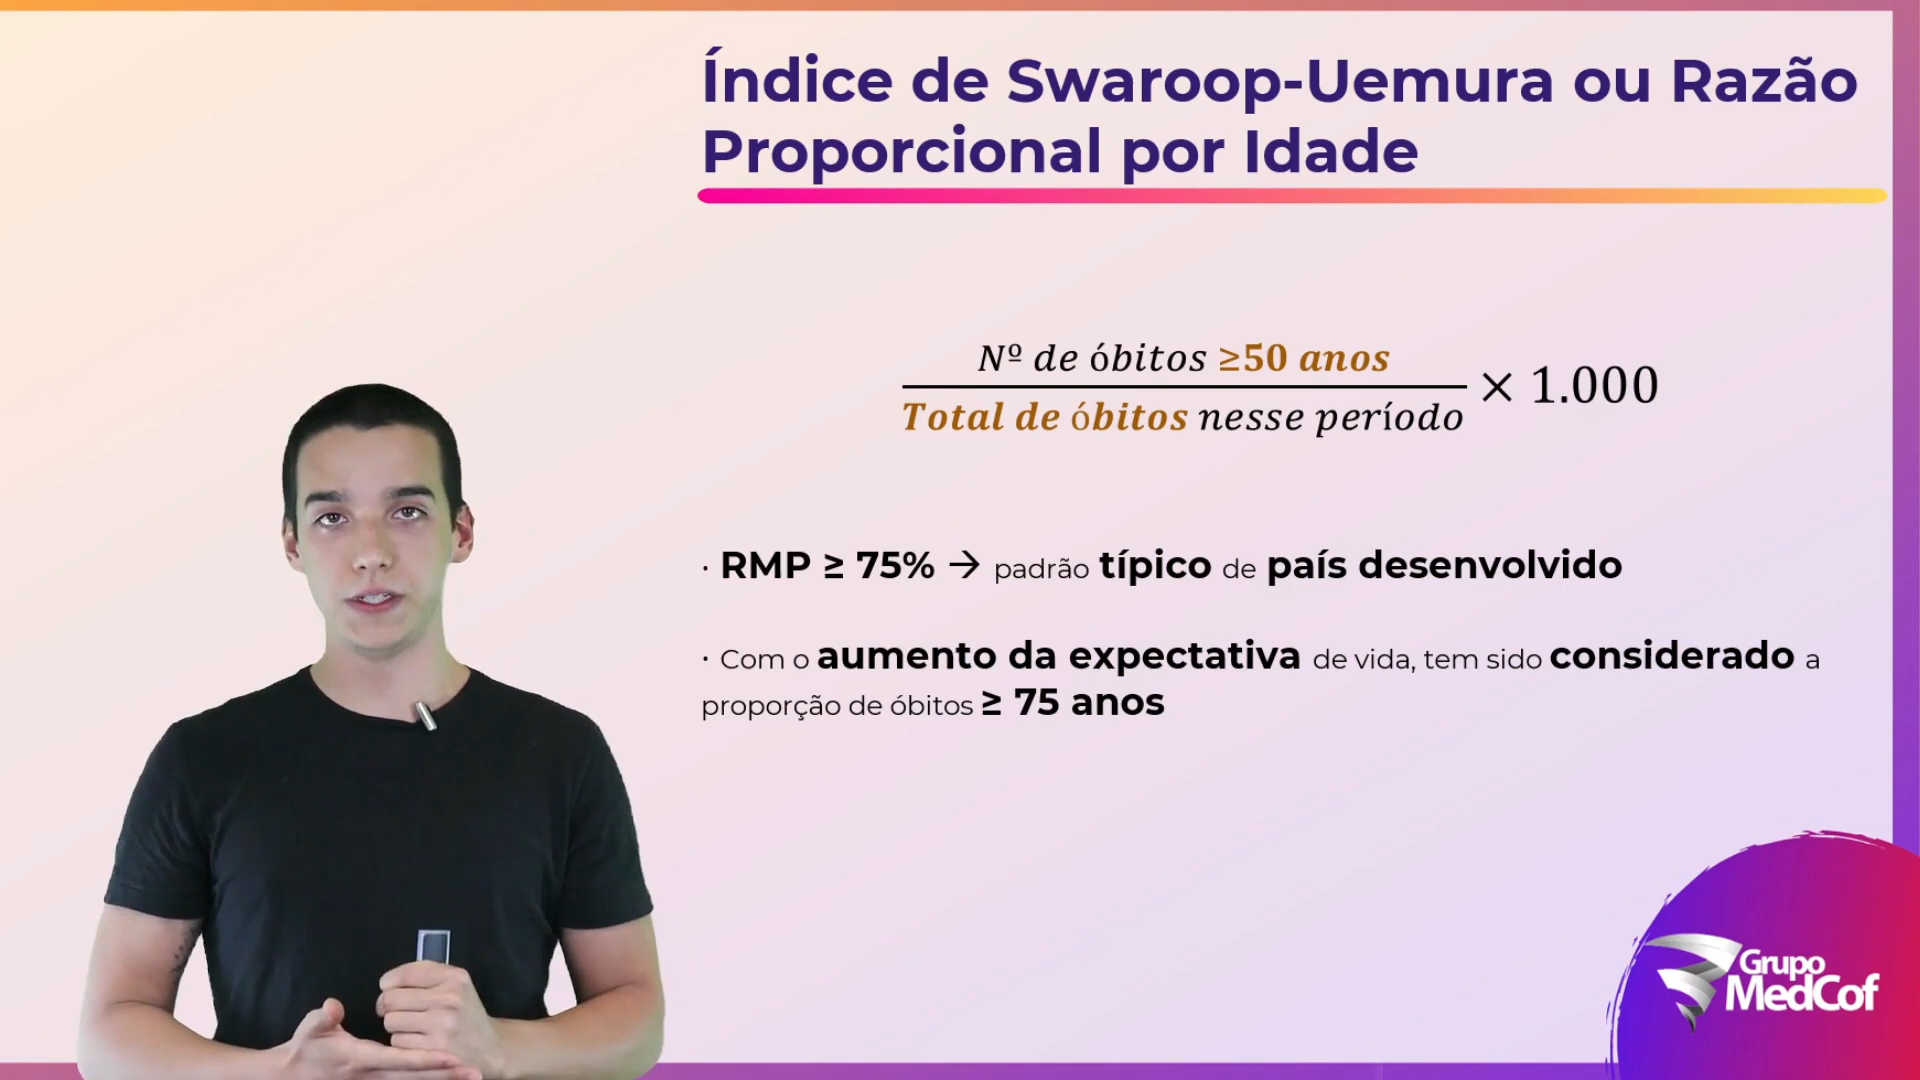 Índice de Swaroop-Uemura ou Razão
Proporcional por Idade
Nº de óbitos ≥50 anos
Total de óbitos nesse período
× 1.000
· RMP ≥ 75% → padrão típico de país desenvolvido
· Com o aumento da expectativa de vida, tem sido considerado a
proporção de óbitos ≥ 75 anos
Grupo
MedCof